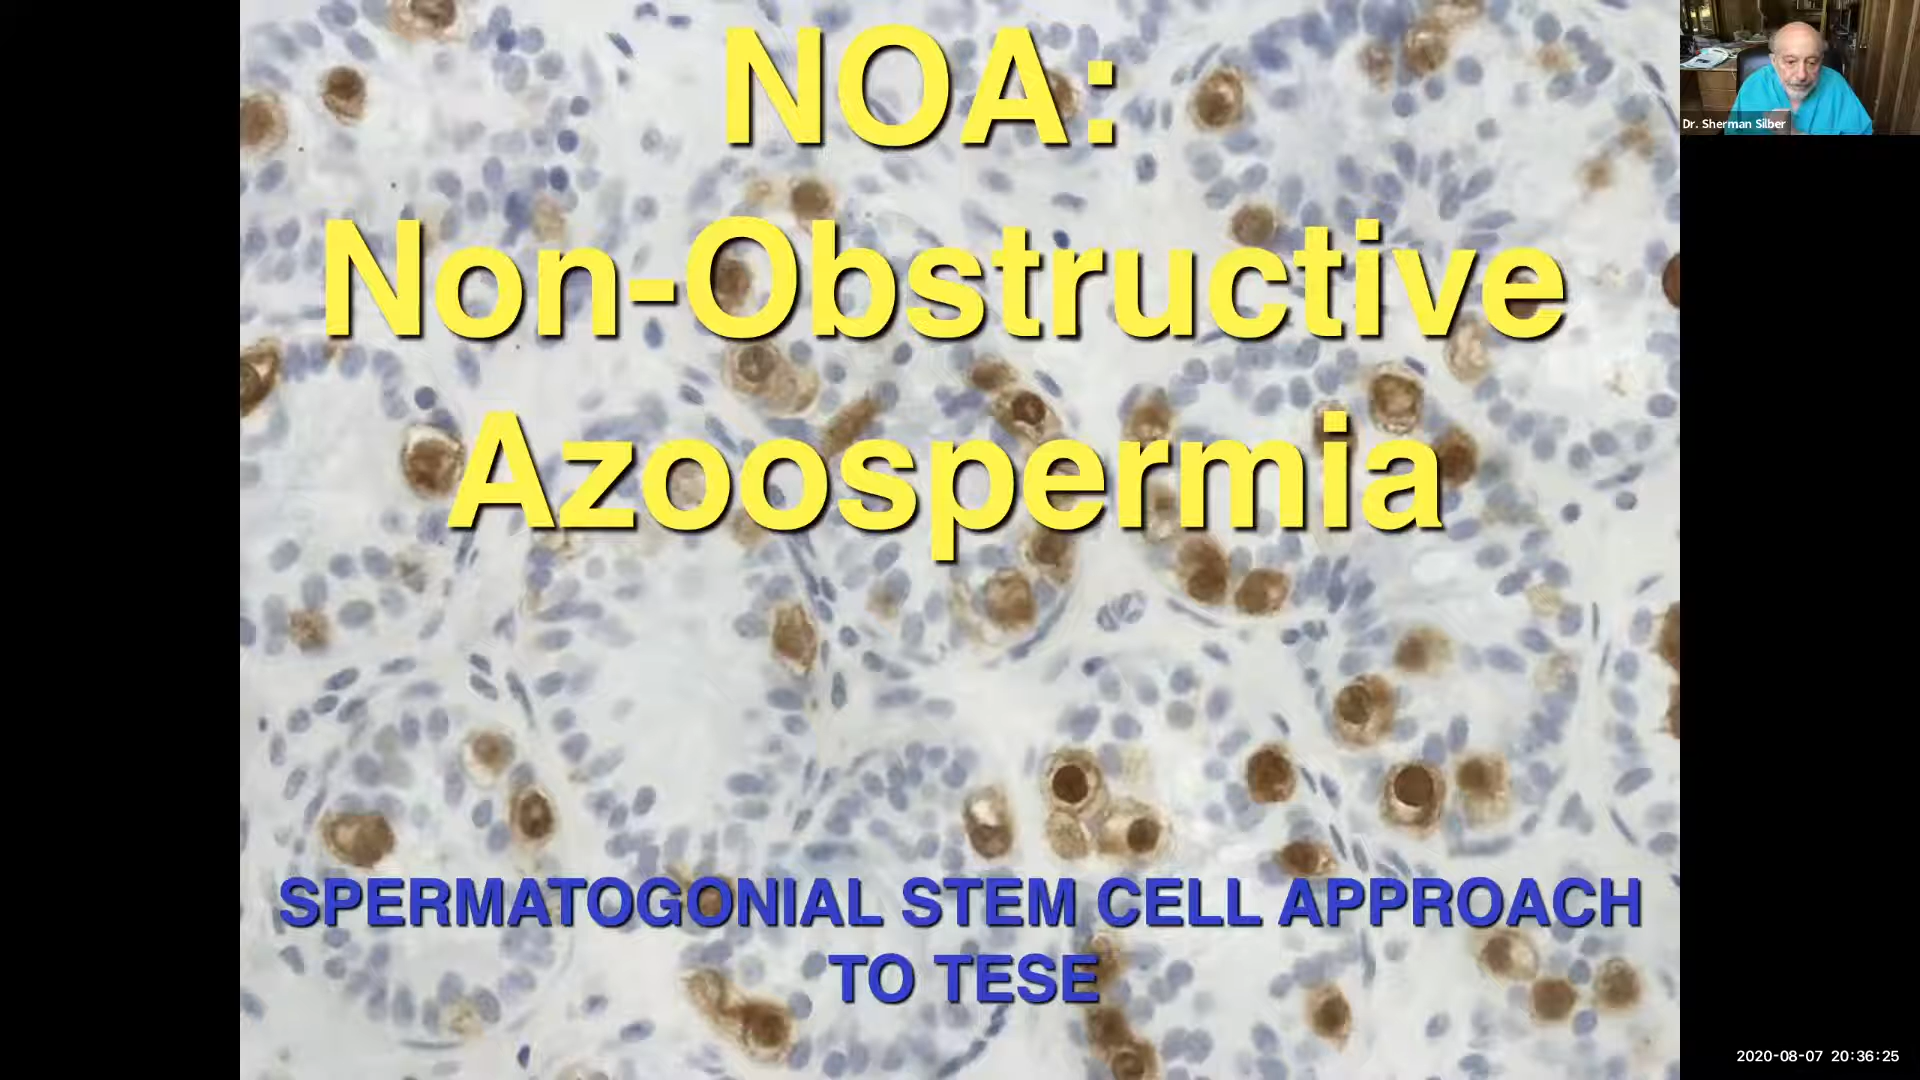 NOA:
Non-Obstructive
Azoospermia
SPERMATOGONIAL STEM CELL APPROACH
TO TESE
Dr. Sherman Silber
2020-08-07 20:36:25